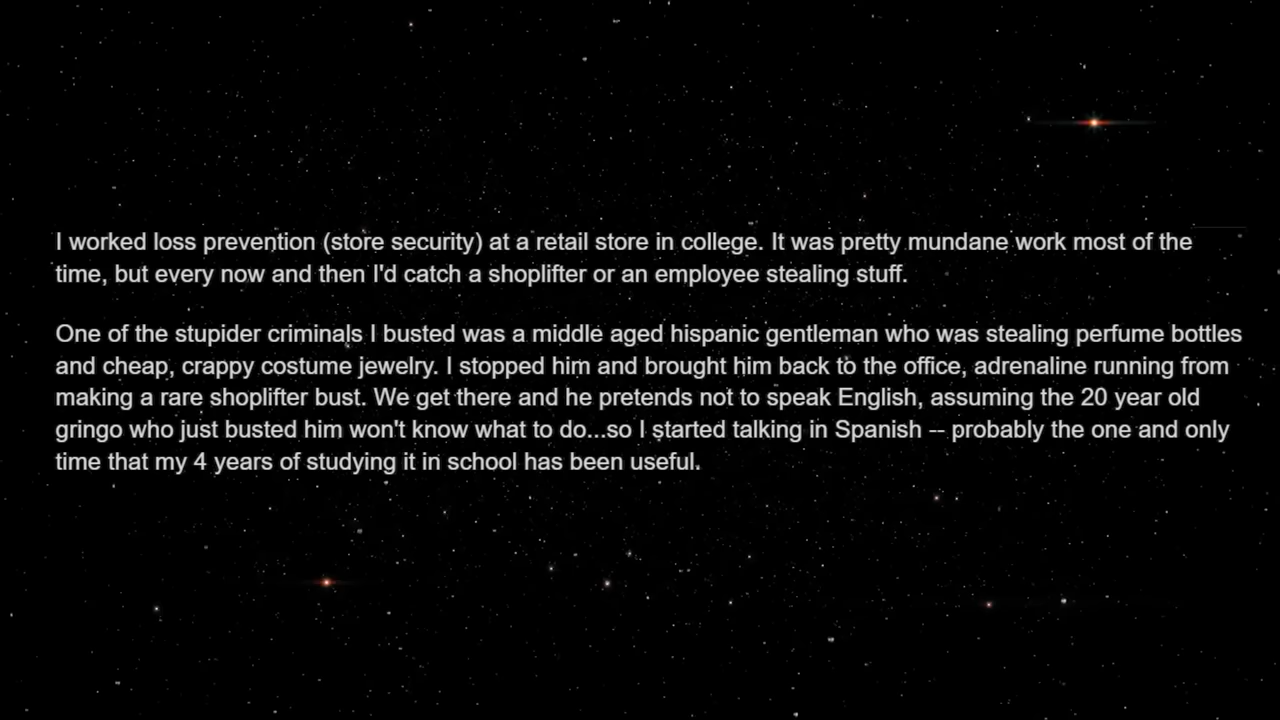 I worked loss prevention (store security) at a retail store in college. It was pretty mundane work most of the
time, but every now and then I'd catch a shoplifter or an employee stealing stuff.
One of the stupider criminals I busted was a middle aged hispanic gentleman who was stealing perfume bottles
and cheap, crappy costume jewelry. I stopped him and brought him back to the office, adrenaline running from
making a rare shoplifter bust. We get there and he pretends not to speak English, assuming the 20 year old
gringo who just busted him won't know what to do...so I started talking in Spanish -- probably the one and only
time that my 4 years of studying it in school has been useful.